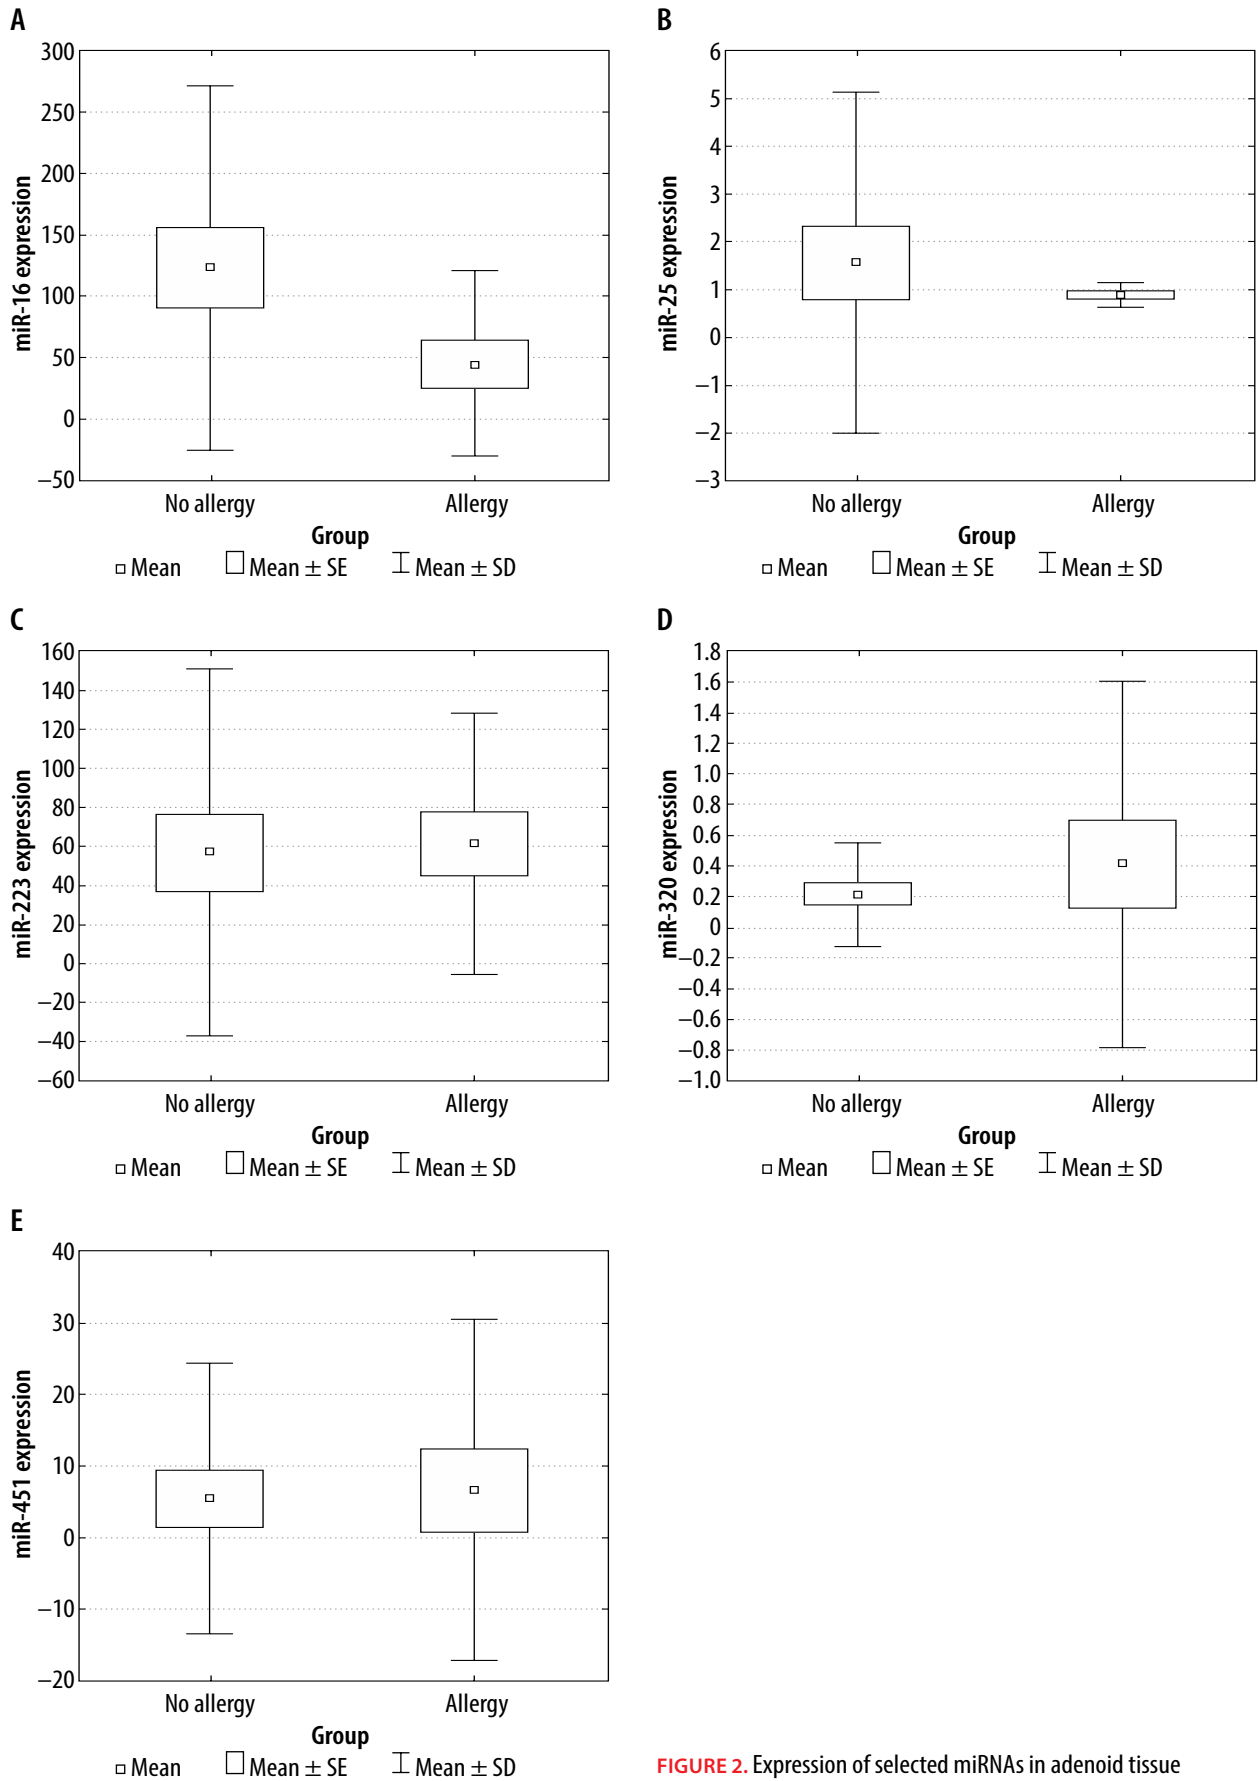 A
300
250
200
150
100
50
0
–50
miR-16 expression
No allergy
Allergy
Group
Mean
Mean ± SE
Mean ± SD
B
6
5
4
3
2
1
0
–1
–2
–3
miR-25 expression
No allergy
Allergy
Group
Mean
Mean ± SE
Mean ± SD
C
160
140
120
100
80
60
40
20
0
–20
–40
–60
miR-223 expression
No allergy
Allergy
Group
Mean
Mean ± SE
Mean ± SD
D
1.8
1.6
1.4
1.2
1.0
0.8
0.6
0.4
0.2
0
–0.2
–0.4
–0.6
–0.8
–1.0
miR-320 expression
No allergy
Allergy
Group
Mean
Mean ± SE
Mean ± SD
E
40
30
20
10
0
–10
–20
miR-451 expression
No allergy
Allergy
Group
Mean
Mean ± SE
Mean ± SD
FIGURE 2. Expression of selected miRNAs in adenoid tissue